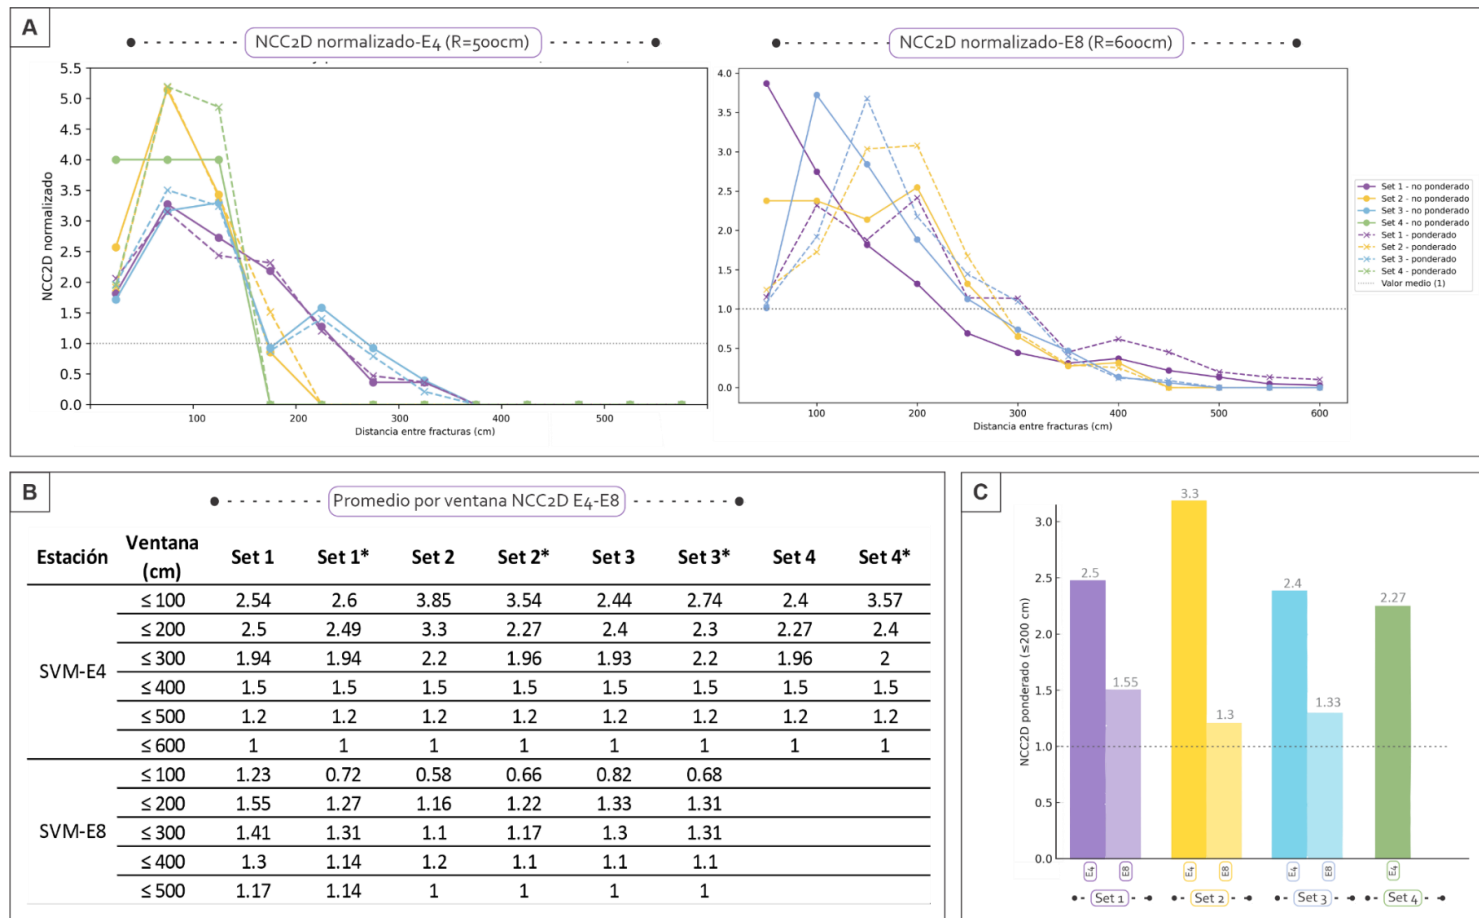 A
NCC2D normalizado-E4 (R=500cm)
NCC2D normalizado-E8 (R=600cm)
NCC2D normalizado
5.5
5.0
4.5
4.0
3.5
3.0
2.5
2.0
1.5
1.0
0.5
0.0
100
200
300
400
500
Distancia entre fracturas (cm)
4.0
3.5
3.0
2.5
2.0
1.5
1.0
0.5
0.0
100
200
300
400
500
600
Distancia entre fracturas (cm)
Set 1 - no ponderado
Set 2 - no ponderado
Set 3 - no ponderado
Set 4 - no ponderado
Set 1 - ponderado
Set 2 - ponderado
Set 3 - ponderado
Set 4 - ponderado
Valor medio (1)
B
Promedio por ventana NCC2D E4-E8
Estación Ventana (cm) Set 1 Set 1* Set 2 Set 2* Set 3 Set 3* Set 4 Set 4*
SVM-E4
≤ 100 2.54 2.6 3.85 3.54 2.44 2.74 2.4 3.57
≤ 200 2.5 2.49 3.3 2.27 2.4 2.3 2.27 2.4
≤ 300 1.94 1.94 2.2 1.96 1.93 2.2 1.96 2
≤ 400 1.5 1.5 1.5 1.5 1.5 1.5 1.5 1.5
≤ 500 1.2 1.2 1.2 1.2 1.2 1.2 1.2 1.2
≤ 600 1 1 1 1 1 1 1 1
SVM-E8
≤ 100 1.23 0.72 0.58 0.66 0.82 0.68
≤ 200 1.55 1.27 1.16 1.22 1.33 1.31
≤ 300 1.41 1.31 1.1 1.17 1.3 1.31
≤ 400 1.3 1.14 1.2 1.1 1.1 1.1
≤ 500 1.17 1.14 1 1 1 1
C
NCC2D ponderado (≤200 cm)
3.0
2.5
2.0
1.5
1.0
0.5
0.0
2.5
1.55
3.3
1.3
2.4
1.33
2.27
E4
E8
E4
E8
E4
E8
E4
Set 1
Set 2
Set 3
Set 4